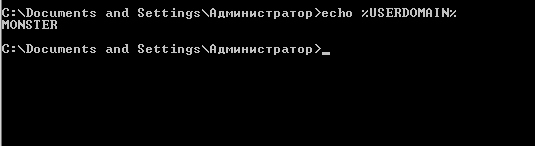 C:\Documents and Settings\Администратор>echo %USERDOMAIN%
MONSTER
C:\Documents and Settings\Администратор>_